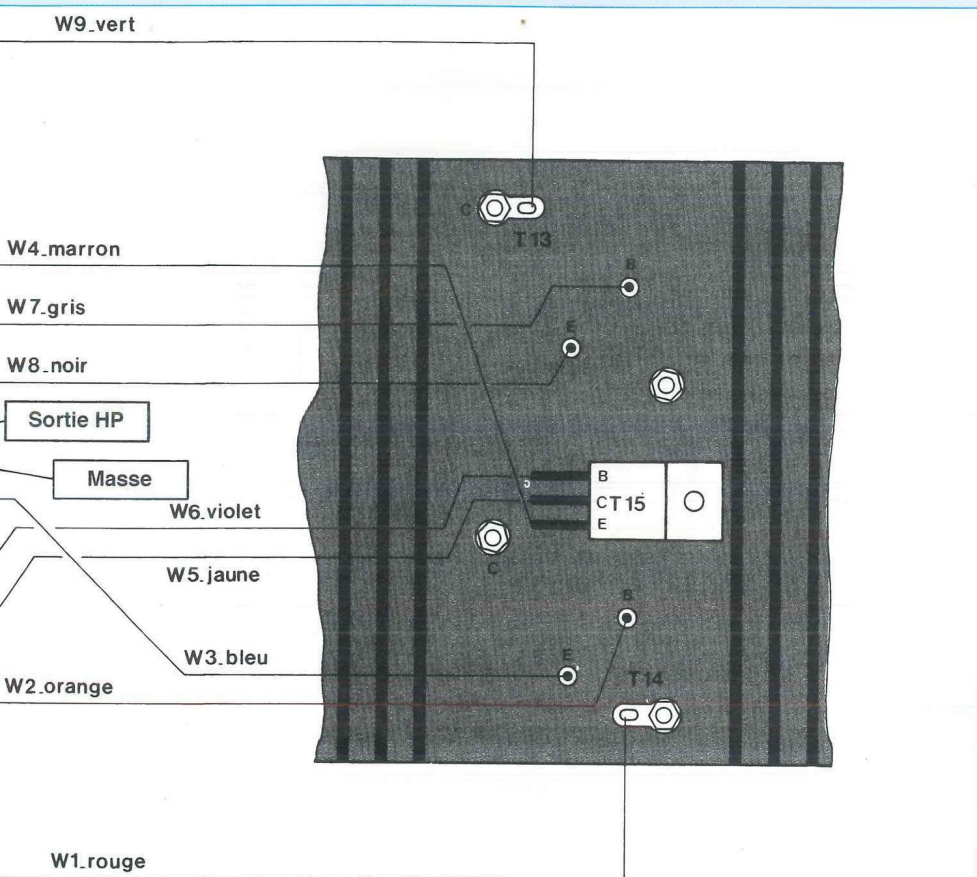 W9_vert
C
T13
W4_marron
B
W7_gris
E
W8_noir
Sortie HP
Masse
B
W6_violet
C T15
E
C
W5_jaune
B
W3_bleu
E
T14
W2_orange
W1_rouge